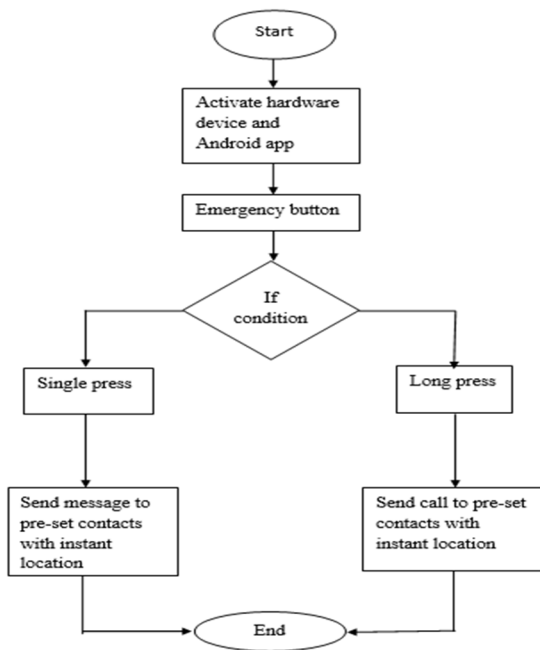 Start
Activate hardware
device and
Android app
Emergency button
If
condition
Single press
Long press
Send message to
pre-set contacts
with instant
location
Send call to pre-set
contacts with
instant location
End